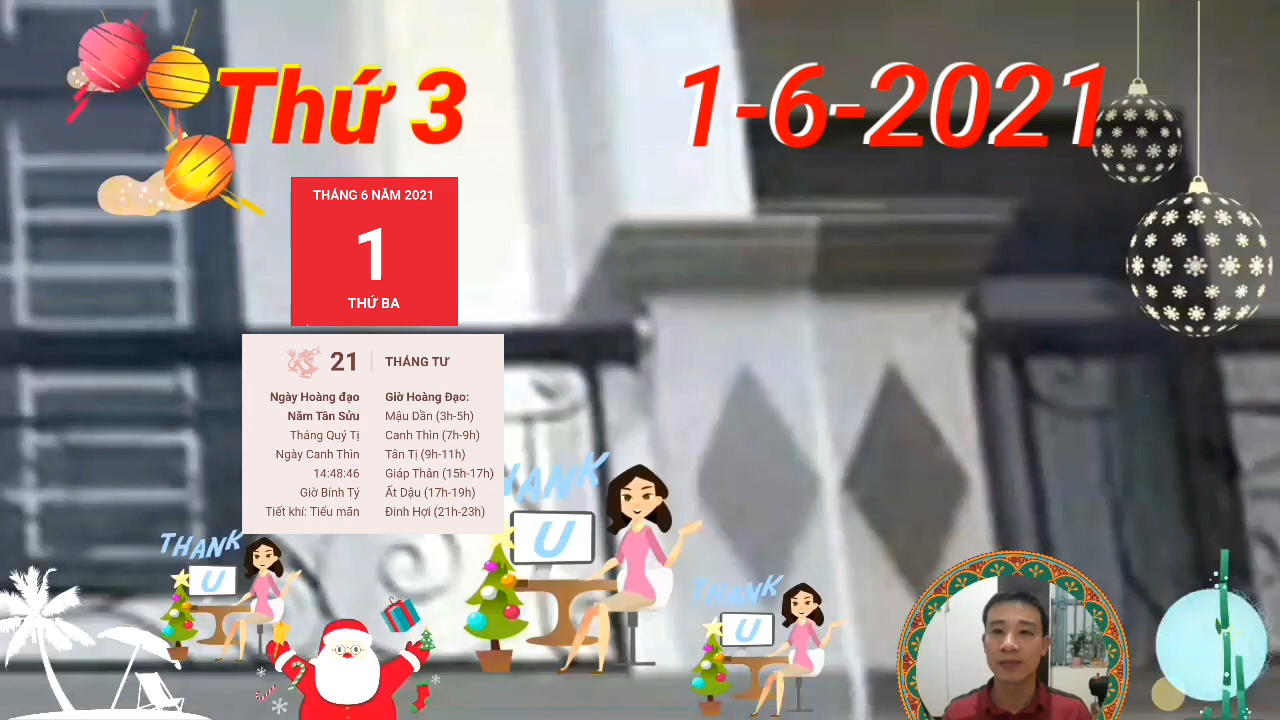 Thứ 3
1-6-2021
THÁNG 6 NĂM 2021
1
THỨ BA
21
THÁNG TƯ
Ngày Hoàng đạo
Năm Tân Sửu
Tháng Quý Tị
Ngày Canh Thìn
14:48:46
Giờ Bính Tý
Tiết khí: Tiểu mãn
Giờ Hoàng Đạo:
Mậu Dần (3h-5h)
Canh Thìn (7h-9h)
Tân Tị (9h-11h)
Giáp Thân (15h-17h)
Ất Dậu (17h-19h)
Đinh Hợi (21h-23h)
THANK
U
HANK
U
THANK
U